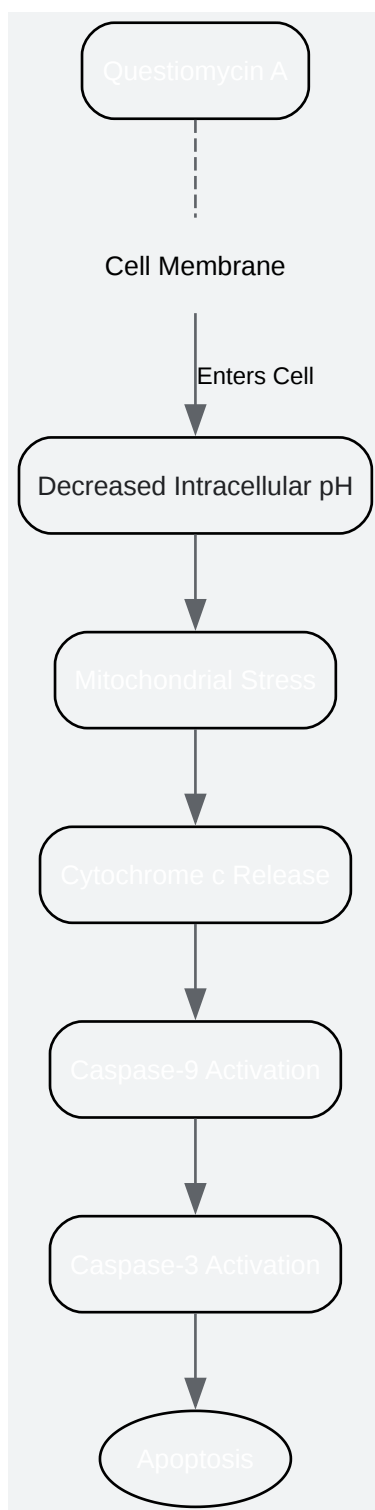 Questiomycin A
Cell Membrane
Enters Cell
Decreased Intracellular pH
Mitochondrial Stress
Cytochrome c Release
Caspase-9 Activation
Caspase-3 Activation
Apoptosis